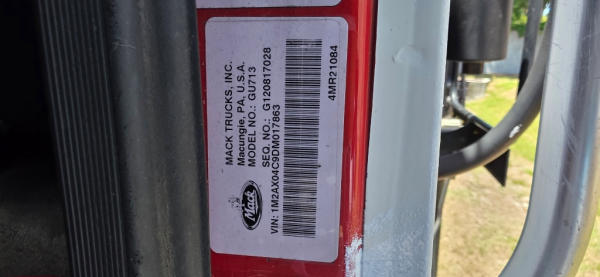 MACK TRUCKS, INC.
Macungie, PA, U.S.A.
MODEL NO.: GU713
SEQ. NO.: G120817028
VIN: 1M2AX04C9DM017863
4MR21084
Mack